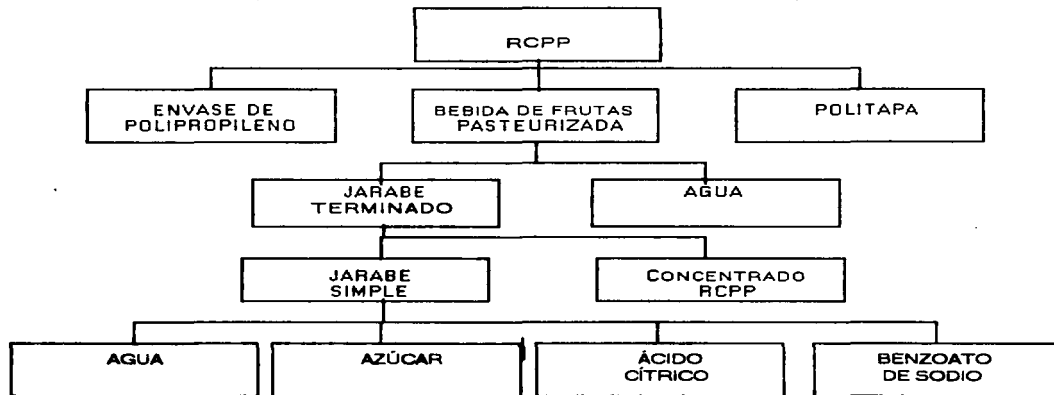 RCPP
ENVASE DE
POLIPROPILENO
BEBIDA DE FRUTAS
PASTEURIZADA
POLITAPA
JARABE
TERMINADO
AGUA
JARABE
SIMPLE
CONCENTRADO
RCPP
AGUA
AZÚCAR
ÁCIDO
CÍTRICO
BENZOATO
DE SODIO